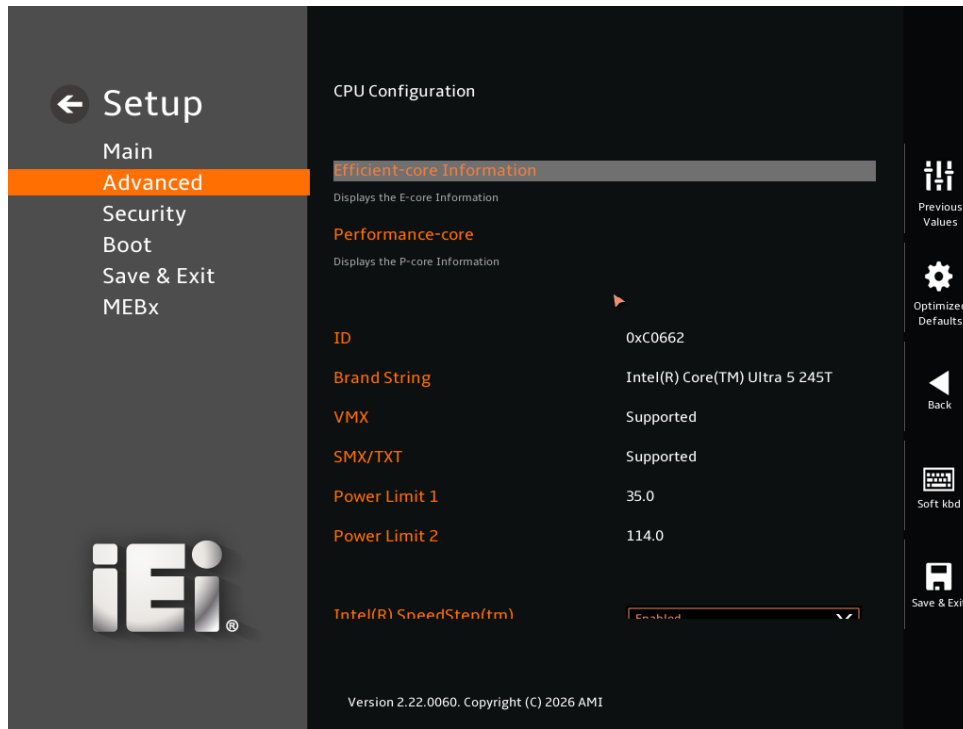 Setup
Main
Advanced
Security
Boot
Save & Exit
MEBx
iEi®
CPU Configuration
Efficient-core Information
Displays the E-core Information
Performance-core
Displays the P-core Information
ID 0xC0662
Brand String Intel(R) Core(TM) Ultra 5 245T
VMX Supported
SMX/TXT Supported
Power Limit 1 35.0
Power Limit 2 114.0
Intel(R) SpeedStep(tm) Enabled
Version 2.22.0060. Copyright (C) 2026 AMI
Previous
Values
Optimized
Defaults
Back
Soft kbd
Save & Exit